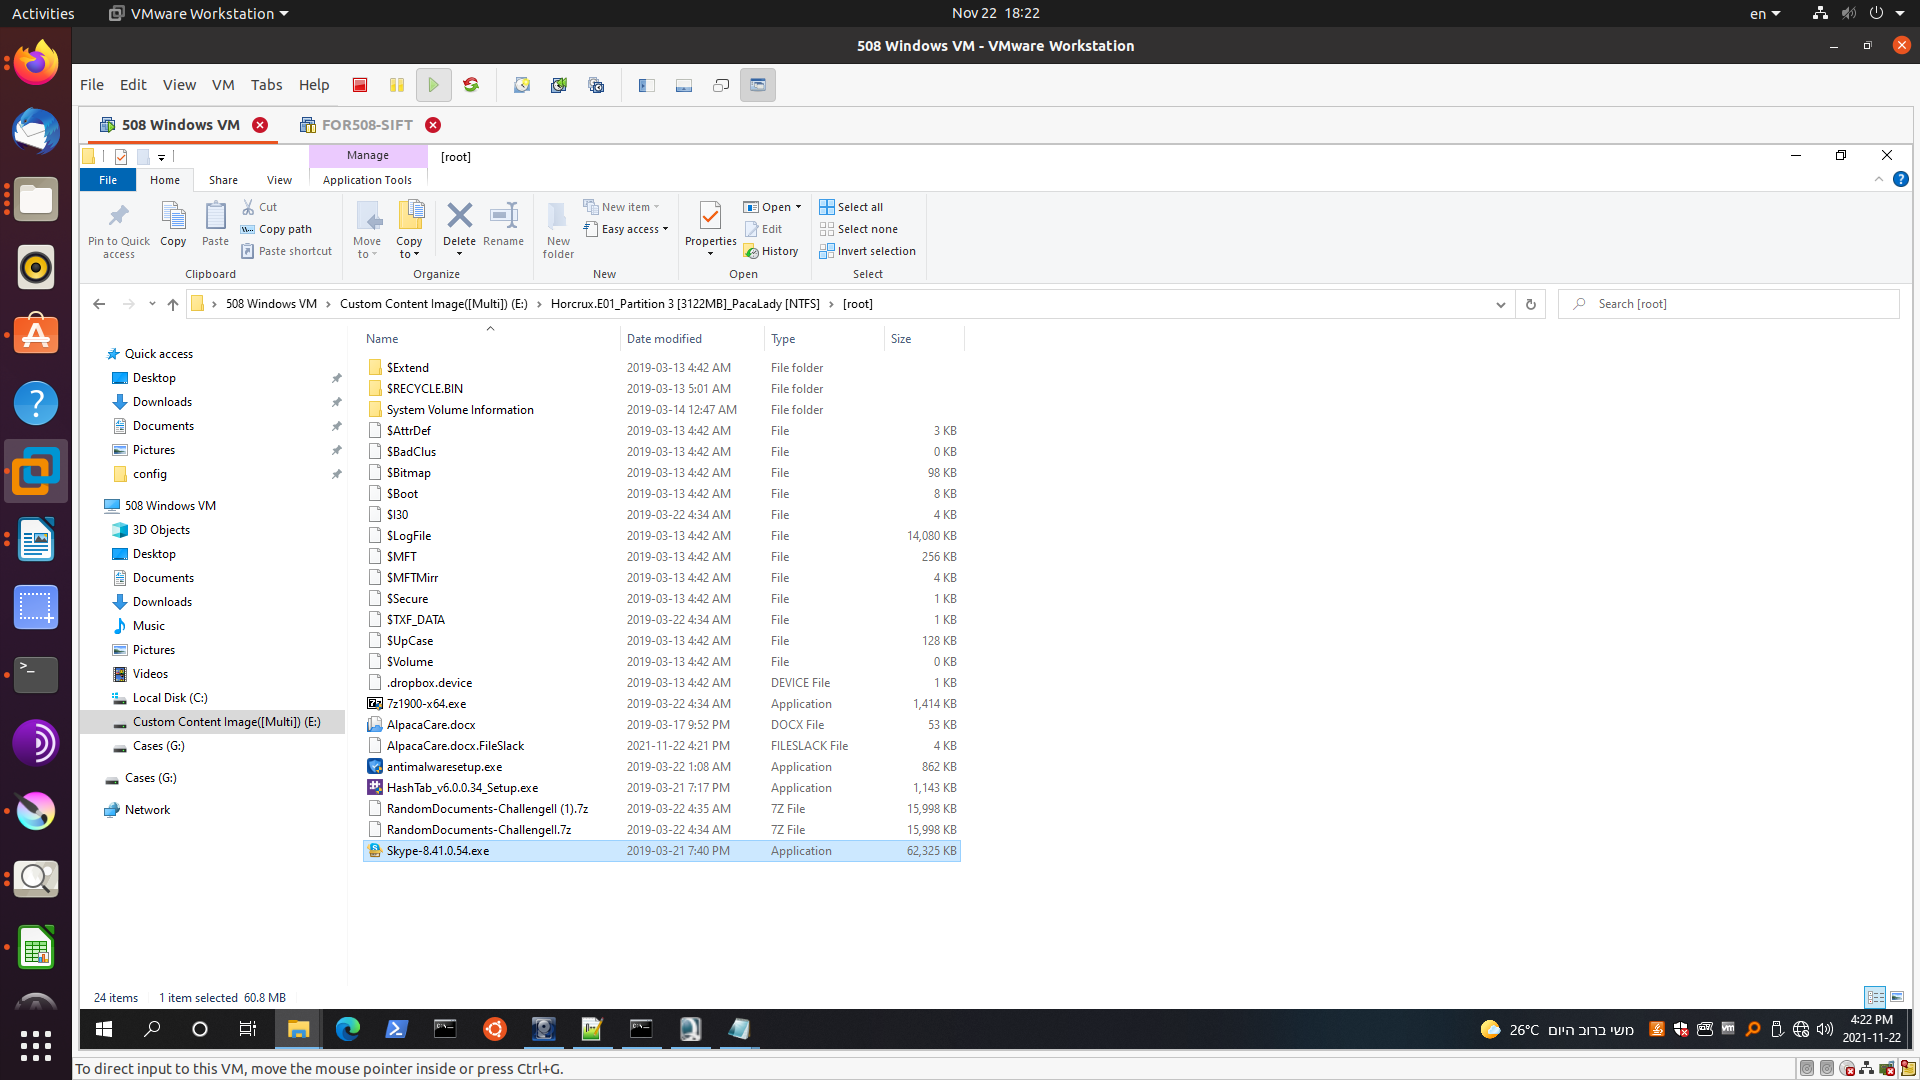 Activities VMware Workstation Nov 22 18:22 en
508 Windows VM - VMware Workstation
File Edit View VM Tabs Help
508 Windows VM FOR508-SIFT
Manage [root]
File Home Share View Application Tools
Pin to Quick access
Copy
Paste
Cut
Copy path
Paste shortcut
Clipboard
Move to
Copy to
Delete
Rename
Organize
New folder
New item
Easy access
New
Properties
Open
Edit
History
Open
Select all
Select none
Invert selection
Select
508 Windows VM Custom Content Image([Multi]) (E:) Horcrux.E01_Partition 3 [3122MB]_PacaLady [NTFS] [root]
Search [root]
Quick access
Desktop
Downloads
Documents
Pictures
config
508 Windows VM
3D Objects
Desktop
Documents
Downloads
Music
Pictures
Videos
Local Disk (C:)
Custom Content Image([Multi]) (E:)
Cases (G:)
Cases (G:)
Network
Name Date modified Type Size
$Extend 2019-03-13 4:42 AM File folder
$RECYCLE.BIN 2019-03-13 5:01 AM File folder
System Volume Information 2019-03-14 12:47 AM File folder
$AttrDef 2019-03-13 4:42 AM File 3 KB
$BadClus 2019-03-13 4:42 AM File 0 KB
$Bitmap 2019-03-13 4:42 AM File 98 KB
$Boot 2019-03-13 4:42 AM File 8 KB
$I30 2019-03-22 4:34 AM File 4 KB
$LogFile 2019-03-13 4:42 AM File 14,080 KB
$MFT 2019-03-13 4:42 AM File 256 KB
$MFTMirr 2019-03-13 4:42 AM File 4 KB
$Secure 2019-03-13 4:42 AM File 1 KB
$TXF_DATA 2019-03-22 4:34 AM File 1 KB
$UpCase 2019-03-13 4:42 AM File 128 KB
$Volume 2019-03-13 4:42 AM File 0 KB
.dropbox.device 2019-03-13 4:42 AM DEVICE File 1 KB
7z1900-x64.exe 2019-03-22 4:34 AM Application 1,414 KB
AlpacaCare.docx 2019-03-17 9:52 PM DOCX File 53 KB
AlpacaCare.docx.FileSlack 2021-11-22 4:21 PM FILESLACK File 4 KB
antimalwaresetup.exe 2019-03-22 1:08 AM Application 862 KB
HashTab_v6.0.0.34_Setup.exe 2019-03-21 7:17 PM Application 1,143 KB
RandomDocuments-ChallengeII (1).7z 2019-03-22 4:35 AM 7Z File 15,998 KB
RandomDocuments-ChallengeII.7z 2019-03-22 4:34 AM 7Z File 15,998 KB
Skype-8.41.0.54.exe 2019-03-21 7:40 PM Application 62,325 KB
24 items 1 item selected 60.8 MB
26°C משי ברוב היום
4:22 PM
2021-11-22
To direct input to this VM, move the mouse pointer inside or press Ctrl+G.